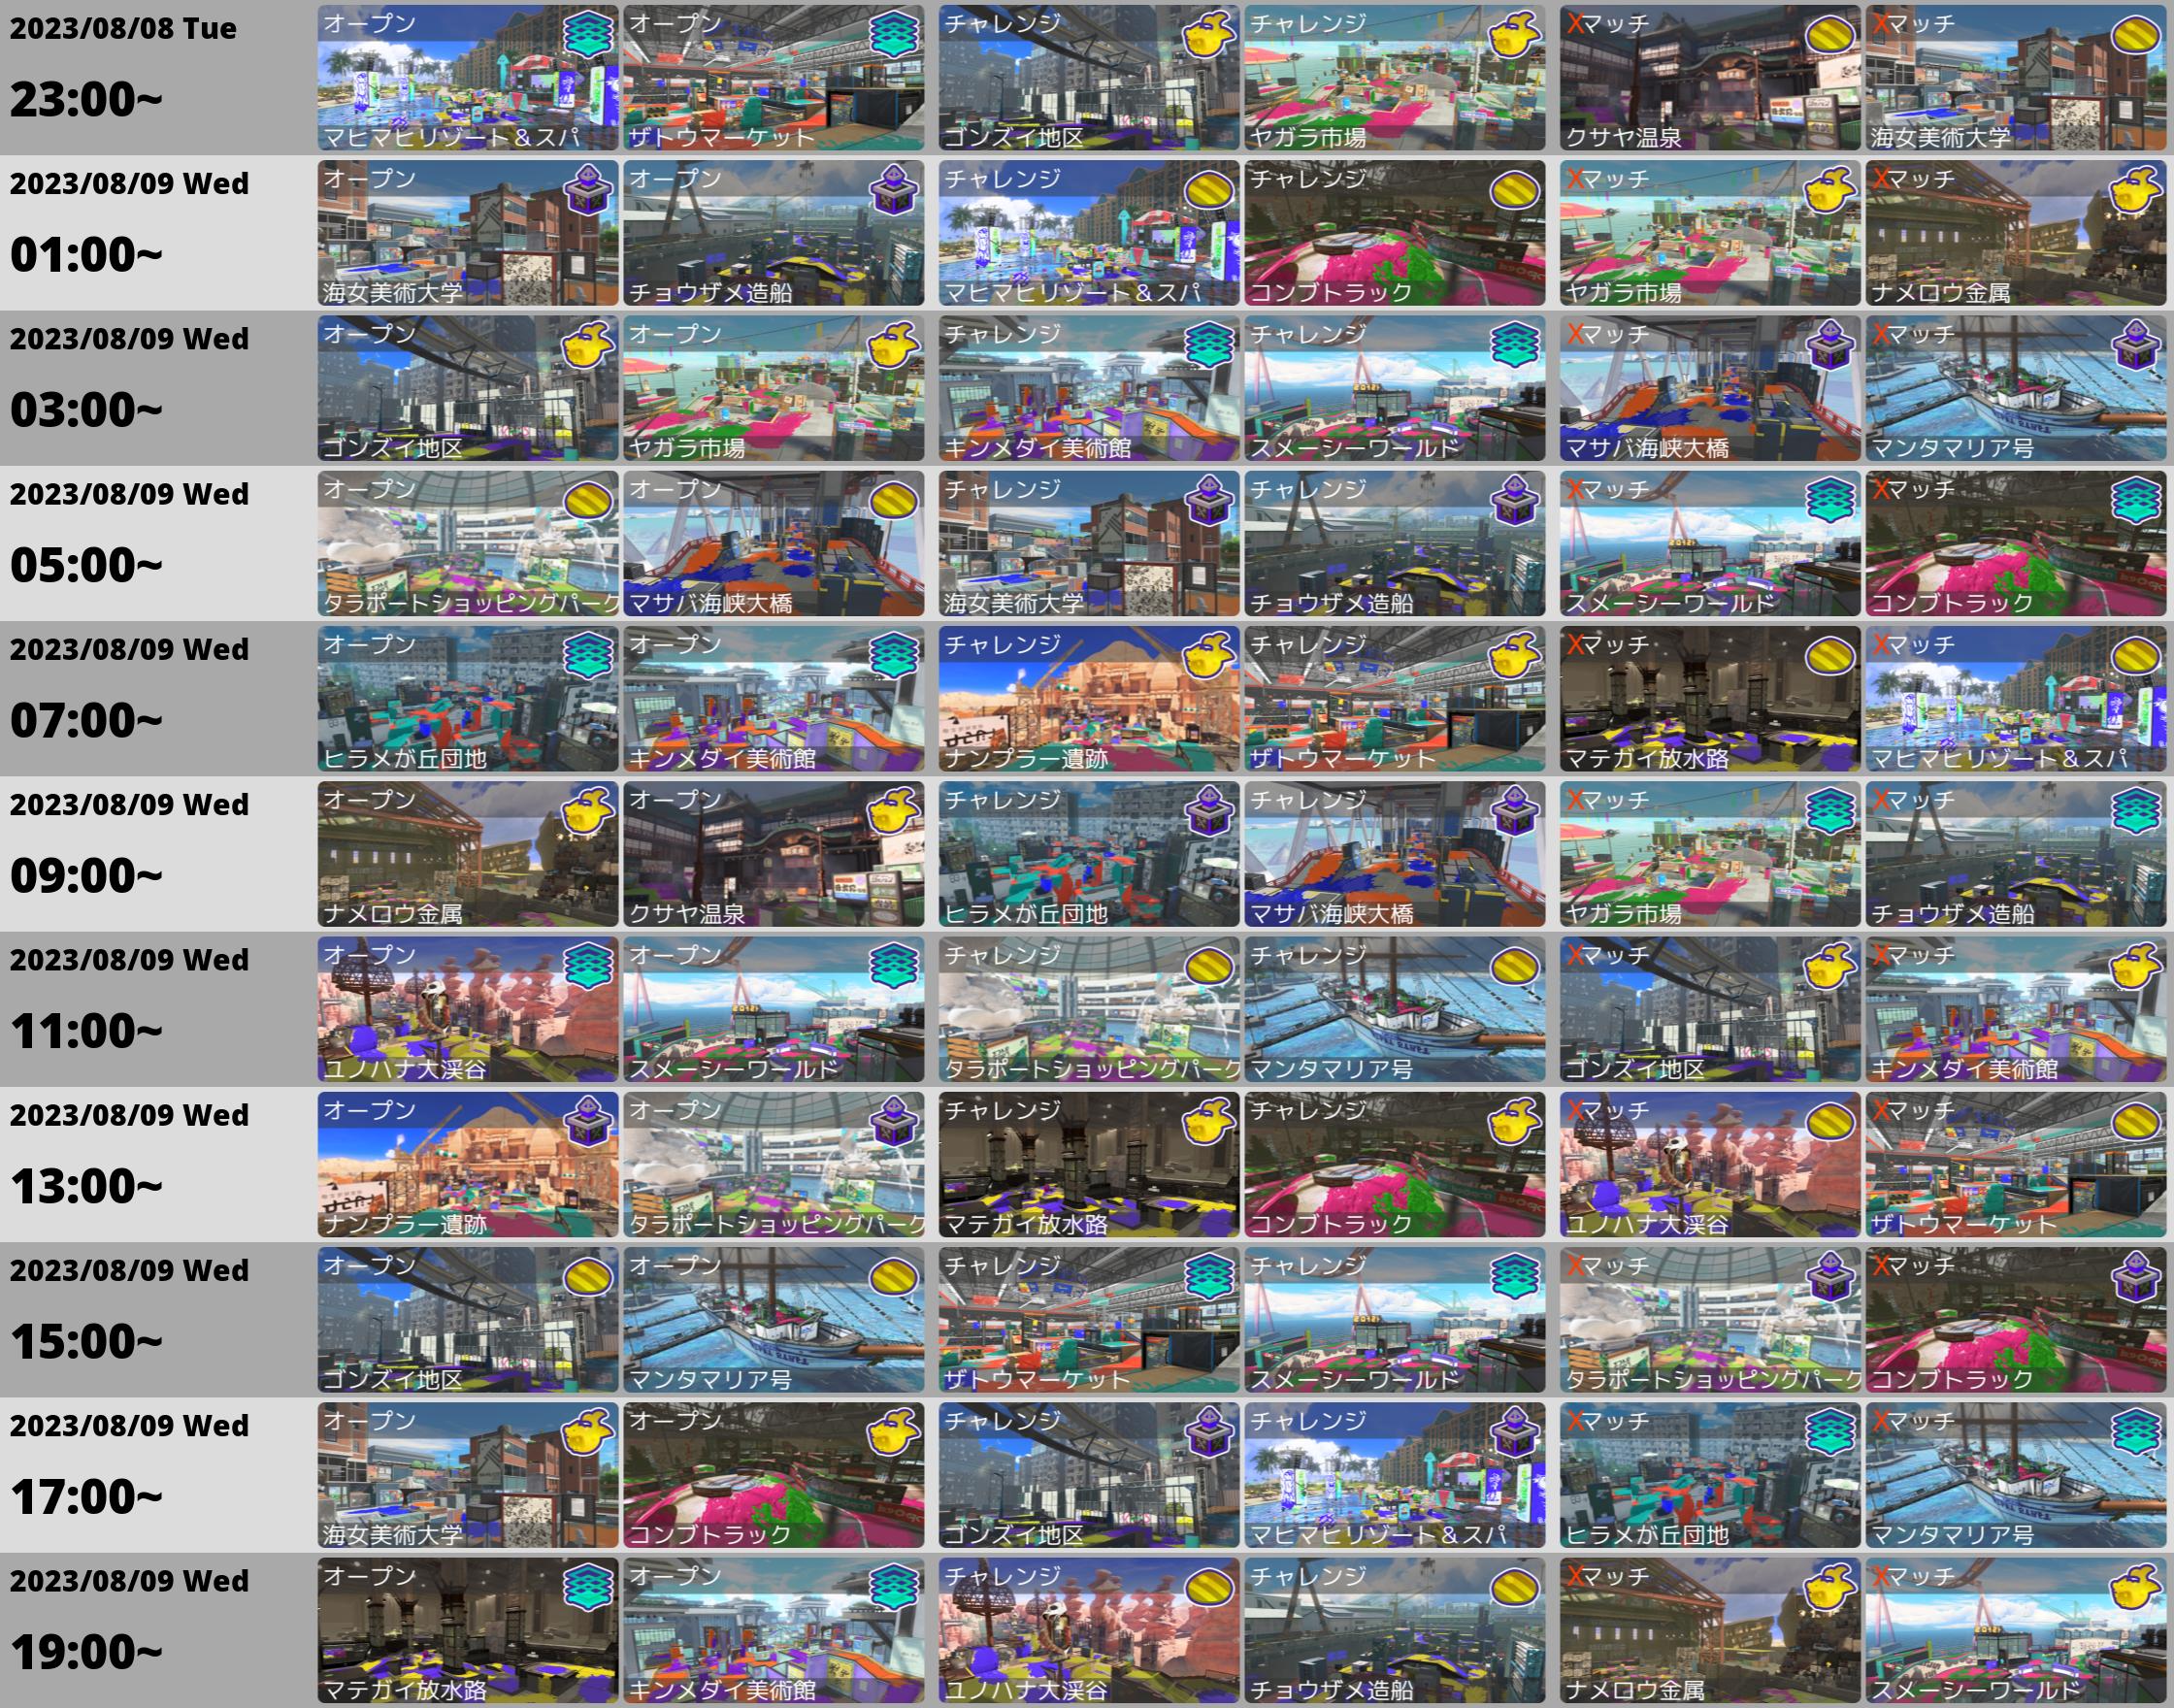 2023/08/08 Tue
23:00~
オープン
マヒマヒリゾート＆スパ
オープン
ザトウマーケット
チャレンジ
ゴンズイ地区
チャレンジ
ヤガラ市場
Xマッチ
クサヤ温泉
Xマッチ
海女美術大学
2023/08/09 Wed
01:00~
オープン
海女美術大学
オープン
チョウザメ造船
チャレンジ
マヒマヒリゾート＆スパ
チャレンジ
コンブトラック
Xマッチ
ヤガラ市場
Xマッチ
ナメロウ金属
2023/08/09 Wed
03:00~
オープン
ゴンズイ地区
オープン
ヤガラ市場
チャレンジ
キンメダイ美術館
チャレンジ
スメーシーワールド
Xマッチ
マサバ海峡大橋
Xマッチ
マンタマリア号
2023/08/09 Wed
05:00~
オープン
タラポートショッピングパーク
オープン
マサバ海峡大橋
チャレンジ
海女美術大学
チャレンジ
チョウザメ造船
Xマッチ
スメーシーワールド
Xマッチ
コンブトラック
2023/08/09 Wed
07:00~
オープン
ヒラメが丘団地
オープン
キンメダイ美術館
チャレンジ
ナンプラー遺跡
チャレンジ
ザトウマーケット
Xマッチ
マテガイ放水路
Xマッチ
マヒマヒリゾート＆スパ
2023/08/09 Wed
09:00~
オープン
ナメロウ金属
オープン
クサヤ温泉
チャレンジ
ヒラメが丘団地
チャレンジ
マサバ海峡大橋
Xマッチ
ヤガラ市場
Xマッチ
チョウザメ造船
2023/08/09 Wed
11:00~
オープン
ユノハナ大渓谷
オープン
スメーシーワールド
チャレンジ
タラポートショッピングパーク
チャレンジ
マンタマリア号
Xマッチ
ゴンズイ地区
Xマッチ
キンメダイ美術館
2023/08/09 Wed
13:00~
オープン
ナンプラー遺跡
オープン
タラポートショッピングパーク
チャレンジ
マテガイ放水路
チャレンジ
コンブトラック
Xマッチ
ユノハナ大渓谷
Xマッチ
ザトウマーケット
2023/08/09 Wed
15:00~
オープン
ゴンズイ地区
オープン
マンタマリア号
チャレンジ
ザトウマーケット
チャレンジ
スメーシーワールド
Xマッチ
タラポートショッピングパーク
Xマッチ
コンブトラック
2023/08/09 Wed
17:00~
オープン
海女美術大学
オープン
コンブトラック
チャレンジ
ゴンズイ地区
チャレンジ
マヒマヒリゾート＆スパ
Xマッチ
ヒラメが丘団地
Xマッチ
マンタマリア号
2023/08/09 Wed
19:00~
オープン
マテガイ放水路
オープン
キンメダイ美術館
チャレンジ
ユノハナ大渓谷
チャレンジ
チョウザメ造船
Xマッチ
ナメロウ金属
Xマッチ
スメーシーワールド